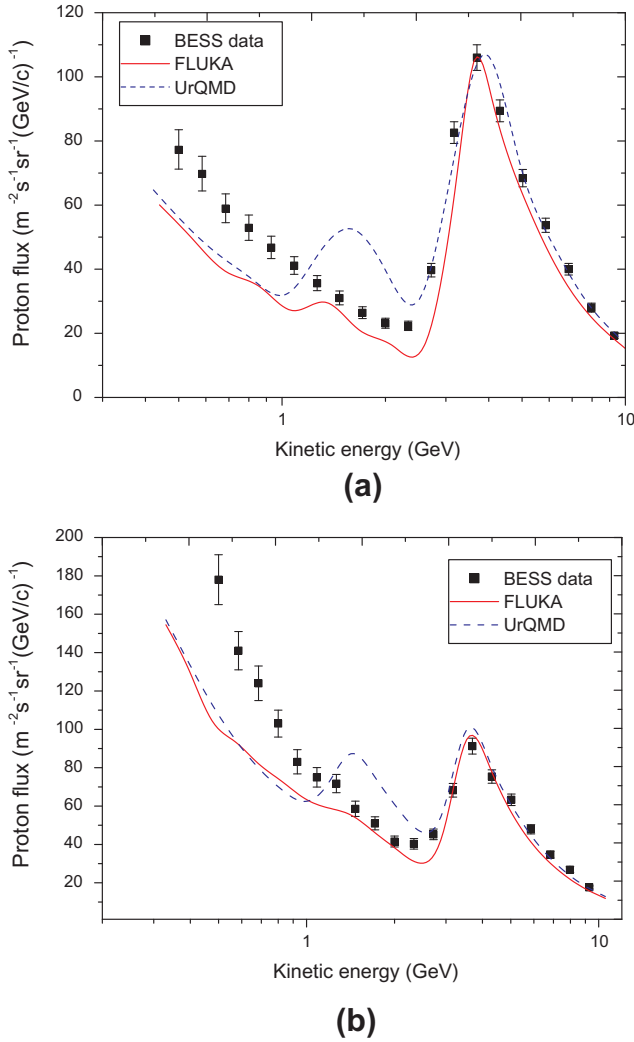 BESS data
FLUKA
UrQMD
120
100
80
60
40
20
0
1
10
Proton flux (m⁻²s⁻¹sr⁻¹(GeV/c)⁻¹)
Kinetic energy (GeV)
(a)
200
180
160
140
120
100
80
60
40
20
BESS data
FLUKA
UrQMD
1
10
Proton flux (m⁻²s⁻¹sr⁻¹(GeV/c)⁻¹)
Kinetic energy (GeV)
(b)